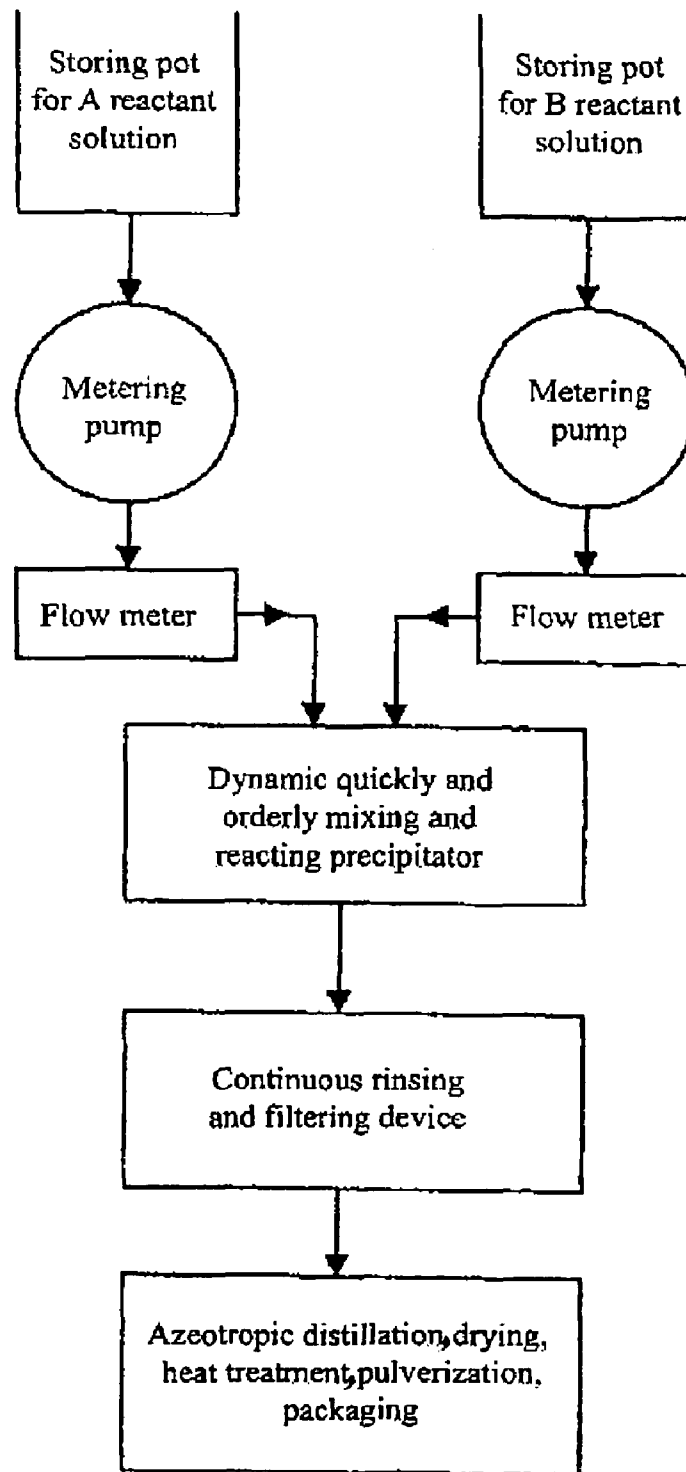 Storing pot
for A reactant
solution
Storing pot
for B reactant
solution
Metering
pump
Metering
pump
Flow meter
Flow meter
Dynamic quickly and
orderly mixing and
reacting precipitator
Continuous rinsing
and filtering device
Azeotropic distillation,drying,
heat treatment,pulverization,
packaging